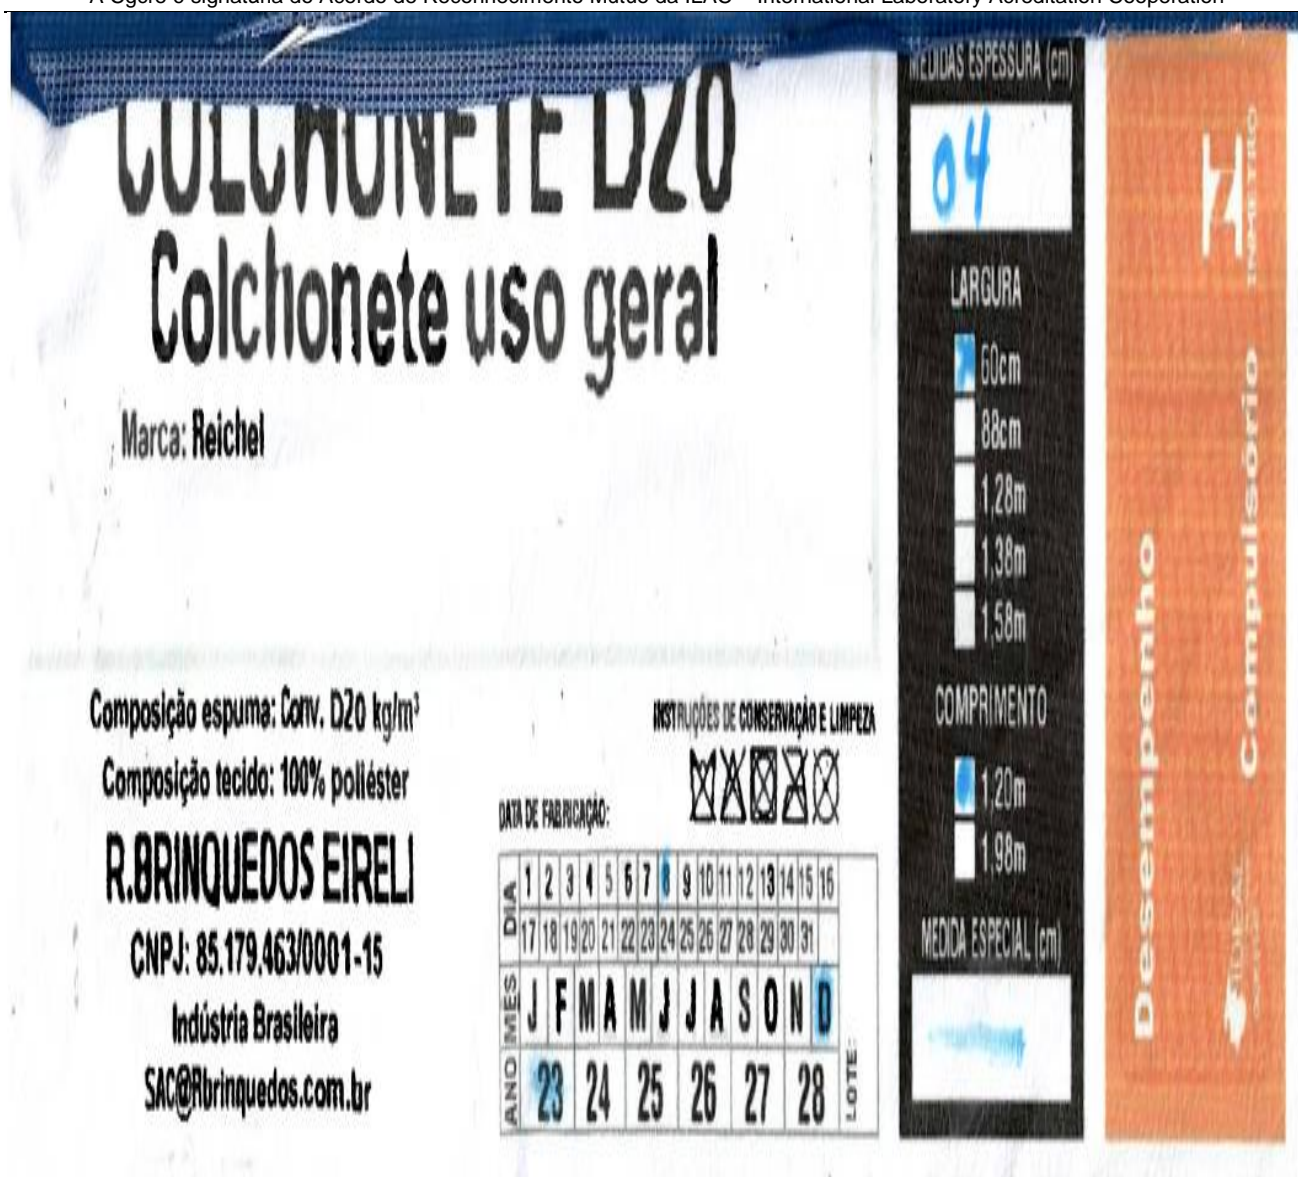 A Cgcre é signatária do Acordo de Reconhecimento Mútuo da ILAC – International Laboratory Acreditation Cooperation
COLCHONETE D20
Colchonete uso geral
Marca: Reichel
Composição espuma: Conv. D20 kg/m³
Composição tecido: 100% poliéster
R.BRINQUEDOS EIRELI
CNPJ: 85.179.463/0001-15
Indústria Brasileira
SAC@Rbrinquedos.com.br
INSTRUÇÕES DE CONSERVAÇÃO E LIMPEZA
DATA DE FABRICAÇÃO:
DIA 1 2 3 4 5 6 7 8 9 10 11 12 13 14 15 16
17 18 19 20 21 22 23 24 25 26 27 28 29 30 31
MES J F M A M J J A S O N D
ANO 23 24 25 26 27 28
LOTE:
MEDIDAS ESPESSURA (cm)
04
LARGURA
60cm
88cm
1,28m
1,38m
1,58m
COMPRIMENTO
1,20m
1,98m
MEDIDA ESPECIAL (cm)
Desempenho
Compulsório
IDEAL
INMETRO